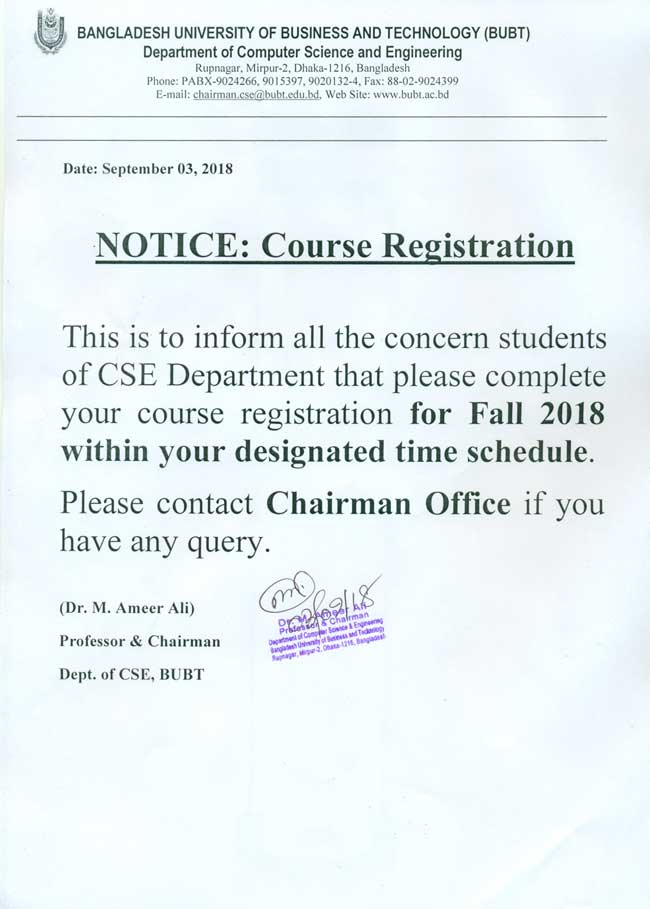 BANGLADESH UNIVERSITY OF BUSINESS AND TECHNOLOGY (BUBT)
Department of Computer Science and Engineering
Rupnagar, Mirpur-2, Dhaka-1216, Bangladesh
Phone: PABX-9024266, 9015397, 9020132-4, Fax: 88-02-9024399
E-mail: chairman.cse@bubt.edu.bd, Web Site: www.bubt.ac.bd
Date: September 03, 2018
NOTICE: Course Registration
This is to inform all the concern students
of CSE Department that please complete
your course registration for Fall 2018
within your designated time schedule.
Please contact Chairman Office if you
have any query.
(Dr. M. Ameer Ali)
Professor & Chairman
Dept. of CSE, BUBT
Dr. M. Ameer Ali
Professor & Chairman
Department of Computer Science & Engineering
Bangladesh University of Business and Technology
Rupnagar, Mirpur-2, Dhaka-1216, Bangladesh